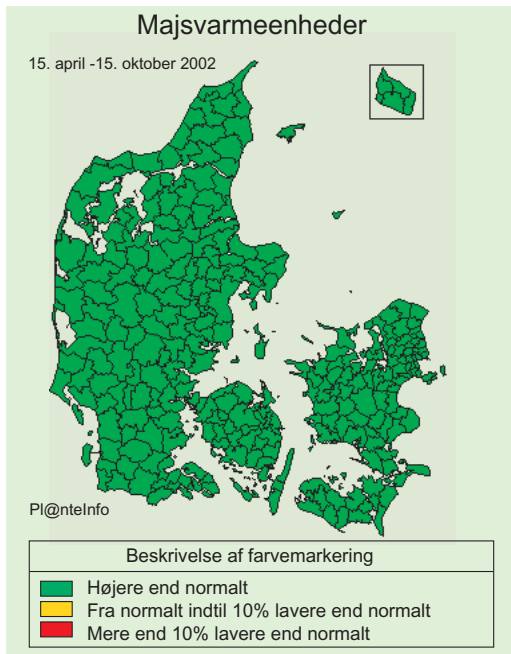 Majsvarmeenheder
15. april -15. oktober 2002
Pl@nteInfo
Beskrivelse af farvemarkering
Højere end normalt
Fra normalt indtil 10% lavere end normalt
Mere end 10% lavere end normalt